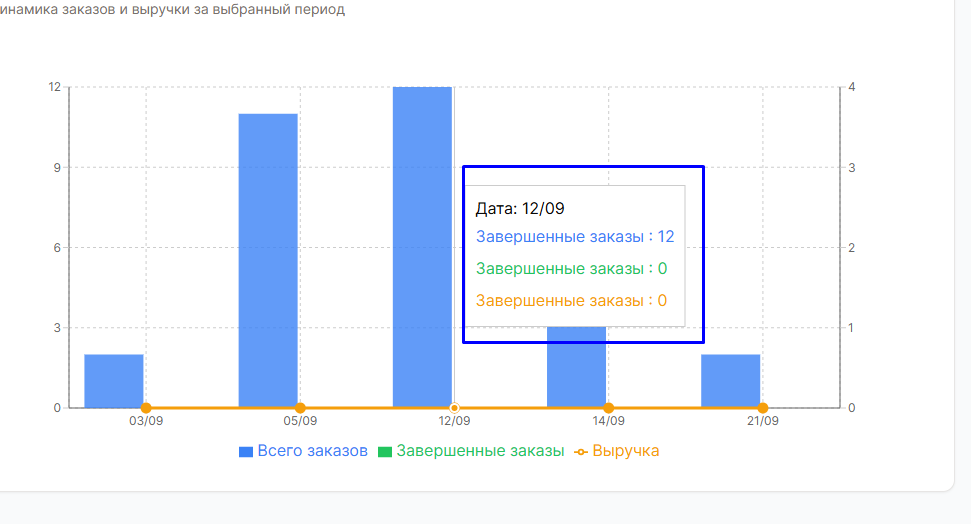 инамика заказов и выручки за выбранный период
12
4
9
3
Дата: 12/09
Завершенные заказы : 12
6
2
Завершенные заказы : 0
Завершенные заказы : 0
3
1
0
0
03/09 05/09 12/09 14/09 21/09
Всего заказов Завершенные заказы Выручка